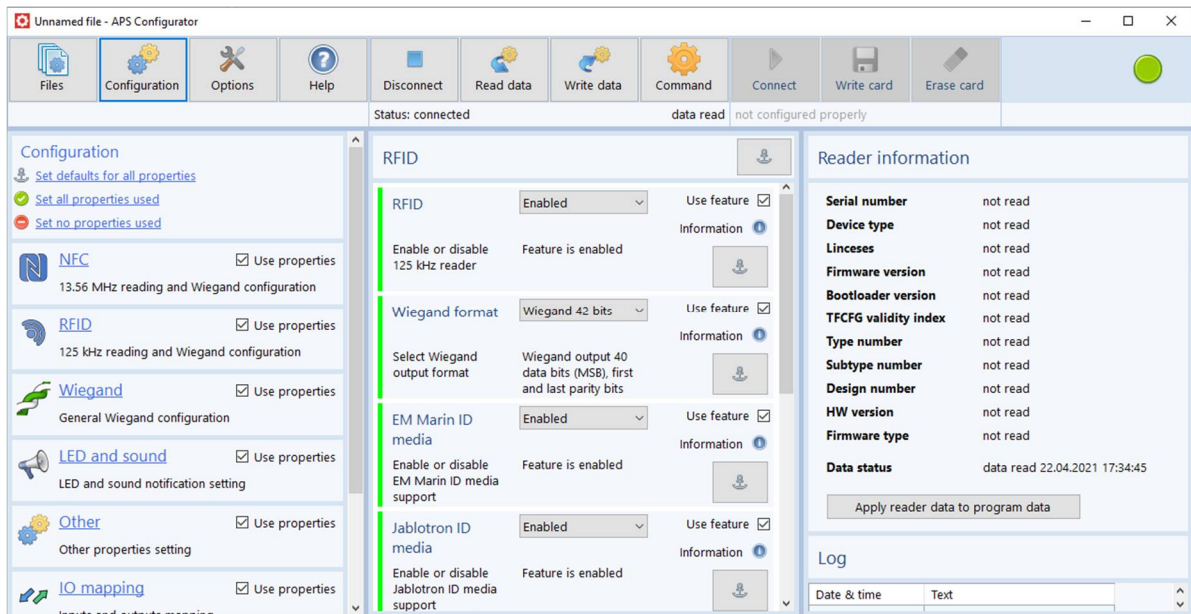 Unnamed file - APS Configurator
Files
Configuration
Options
Help
Disconnect
Read data
Write data
Command
Connect
Write card
Erase card
Status: connected
data read
not configured properly
Configuration
Set defaults for all properties
Set all properties used
Set no properties used
NFC
Use properties
13.56 MHz reading and Wiegand configuration
RFID
Use properties
125 kHz reading and Wiegand configuration
Wiegand
Use properties
General Wiegand configuration
LED and sound
Use properties
LED and sound notification setting
Other
Use properties
Other properties setting
IO mapping
Use properties
Inputs and outputs mapping
RFID
RFID
Enabled
Use feature
Information
Enable or disable
125 kHz reader
Feature is enabled
Wiegand format
Wiegand 42 bits
Use feature
Information
Select Wiegand
output format
Wiegand output 40
data bits (MSB), first
and last parity bits
EM Marin ID
media
Enabled
Use feature
Information
Enable or disable
EM Marin ID media
support
Feature is enabled
Jablotron ID
media
Enabled
Use feature
Information
Enable or disable
Jablotron ID media
support
Feature is enabled
Reader information
Serial number not read
Device type not read
Linceses not read
Firmware version not read
Bootloader version not read
TFCFG validity index not read
Type number not read
Subtype number not read
Design number not read
HW version not read
Firmware type not read
Data status data read 22.04.2021 17:34:45
Apply reader data to program data
Log
Date & time Text